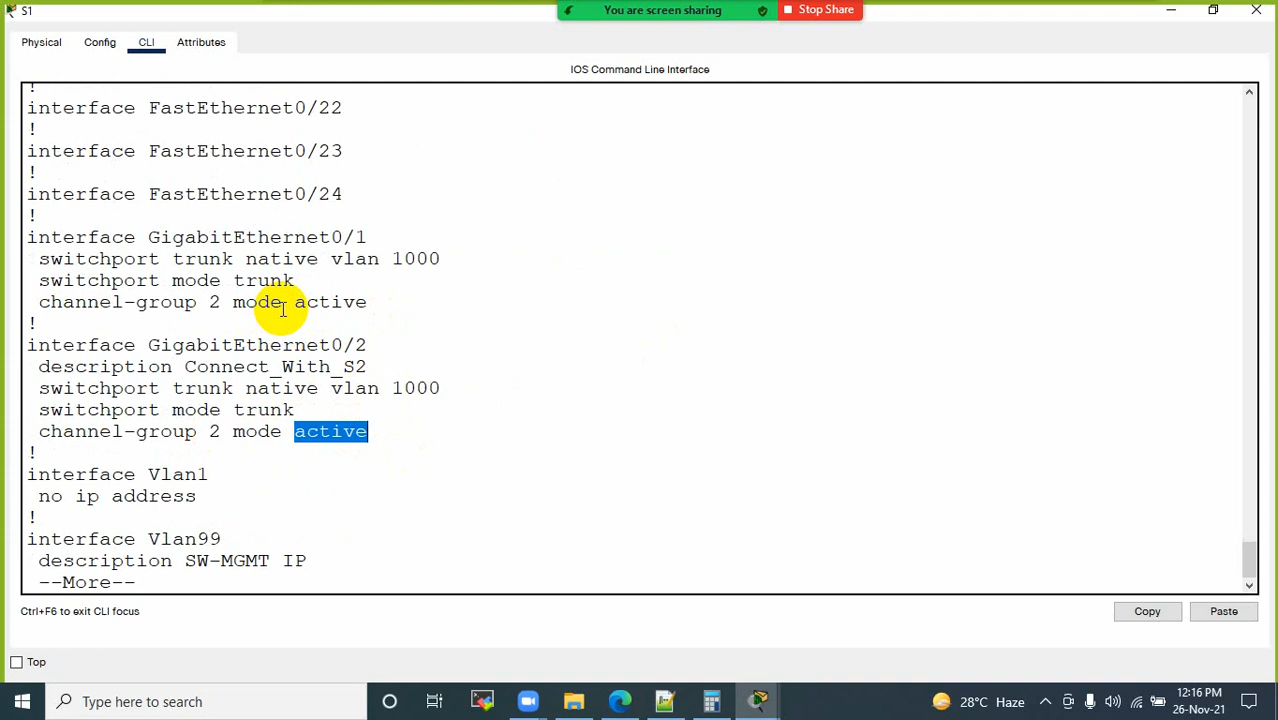 S1
You are screen sharing
Stop Share
Physical Config CLI Attributes
IOS Command Line Interface
!
interface FastEthernet0/22
!
interface FastEthernet0/23
!
interface FastEthernet0/24
!
interface GigabitEthernet0/1
switchport trunk native vlan 1000
switchport mode trunk
channel-group 2 mode active
!
interface GigabitEthernet0/2
description Connect_With_S2
switchport trunk native vlan 1000
switchport mode trunk
channel-group 2 mode active
!
interface Vlan1
no ip address
!
interface Vlan99
description SW-MGMT IP
--More--
Ctrl+F6 to exit CLI focus
Copy Paste
Top
Type here to search
28°C Haze
12:16 PM
26-Nov-21